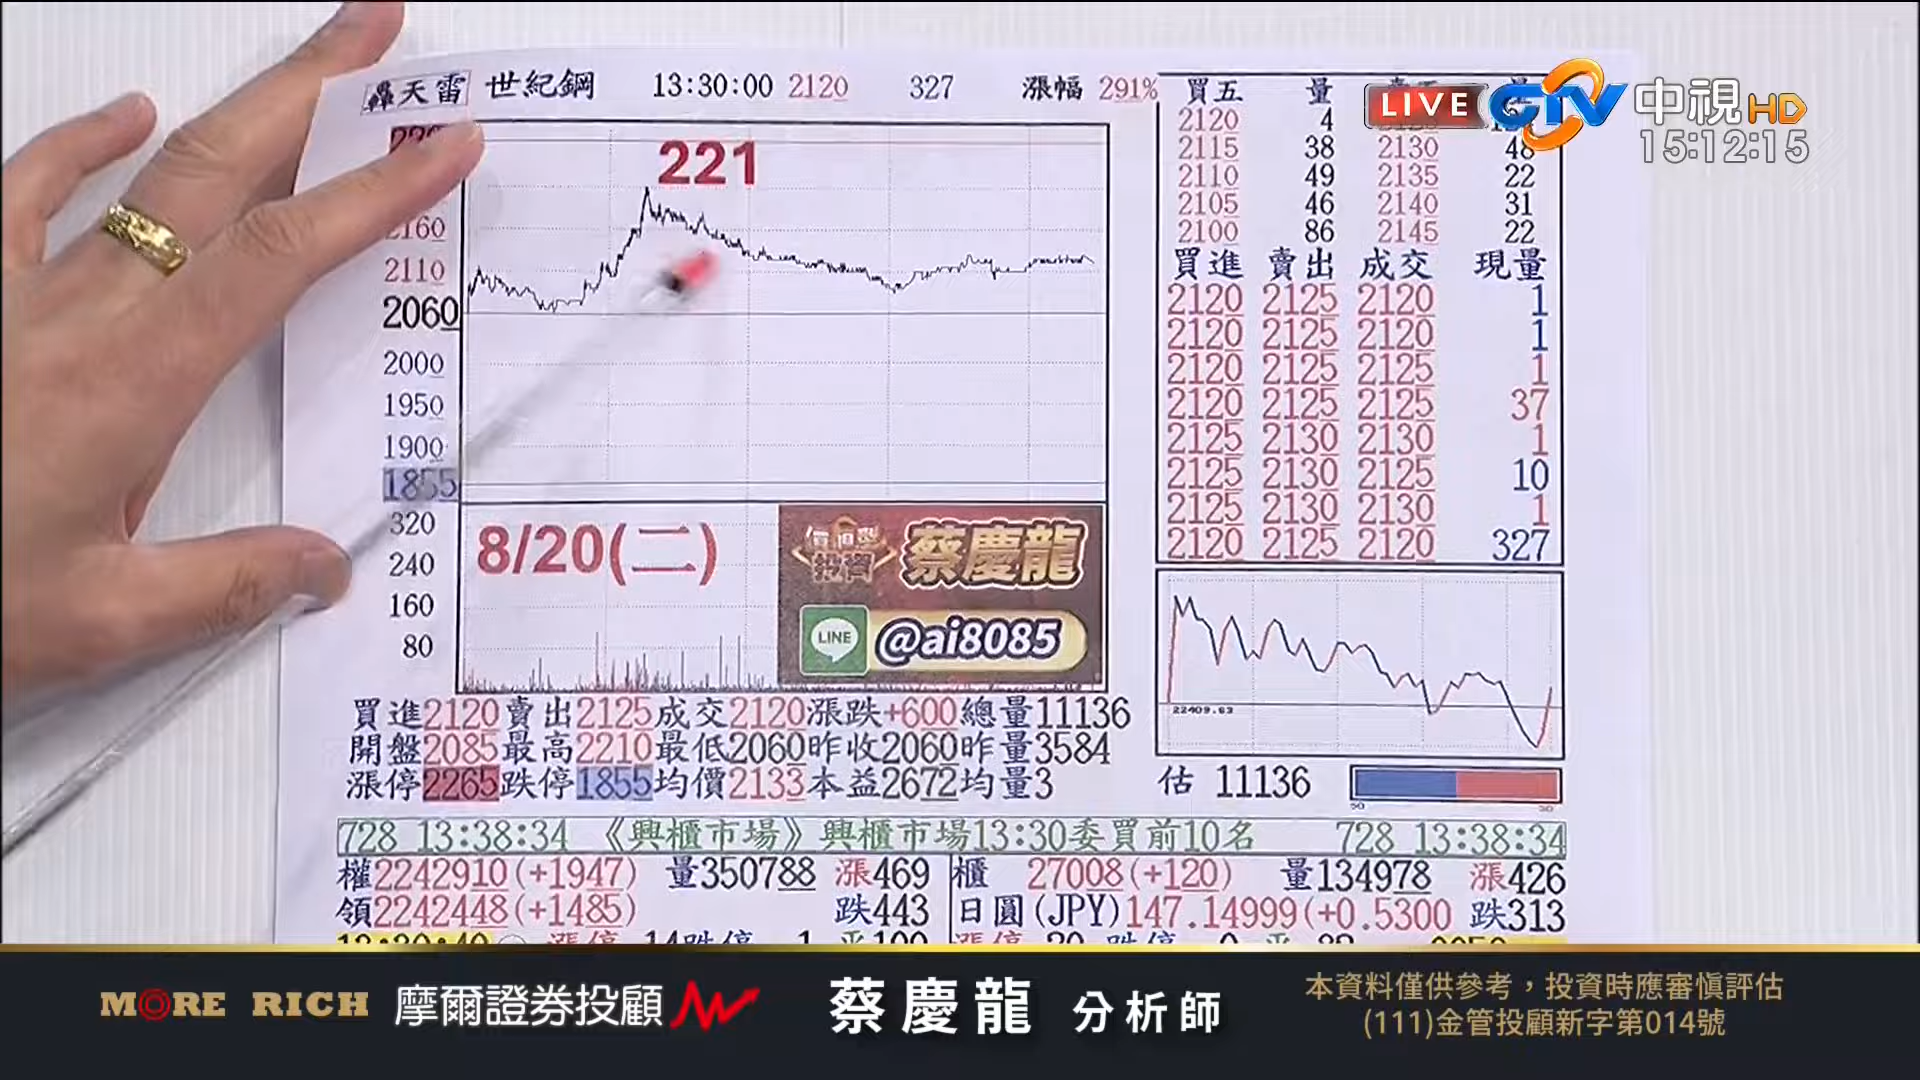 轟天雷 世紀鋼 13:30:00 2120 327 漲幅 291%
LIVE CTV 中視HD
15:12:15
221
2160
2110
2060
2000
1950
1900
1855
320
240
160
80
8/20(二)
投資 蔡慶龍
LINE @ai8085
買五 量
2120 4
2115 38 2130 48
2110 49 2135 22
2105 46 2140 31
2100 86 2145 22
買進 賣出 成交 現量
2120 2125 2120 1
2120 2125 2120 1
2120 2125 2125 1
2120 2125 2125 37
2125 2130 2130 1
2125 2130 2125 10
2125 2130 2130 1
2120 2125 2120 327
22409.63
買進2120賣出2125成交2120漲跌+600總量11136
開盤2085最高2210最低2060昨收2060昨量3584
漲停2265跌停1855均價2133本益2672均量3
估 11136
50 50
728 13:38:34 《興櫃市場》興櫃市場13:30委買前10名 728 13:38:34
權2242910(+1947) 量350788 漲469 櫃 27008(+120) 量134978 漲426
領2242448(+1485) 跌443 日圓(JPY)147.14999(+0.5300 跌313
MORE RICH 摩爾證券投顧 蔡慶龍 分析師
本資料僅供參考，投資時應審慎評估
(111)金管投顧新字第014號